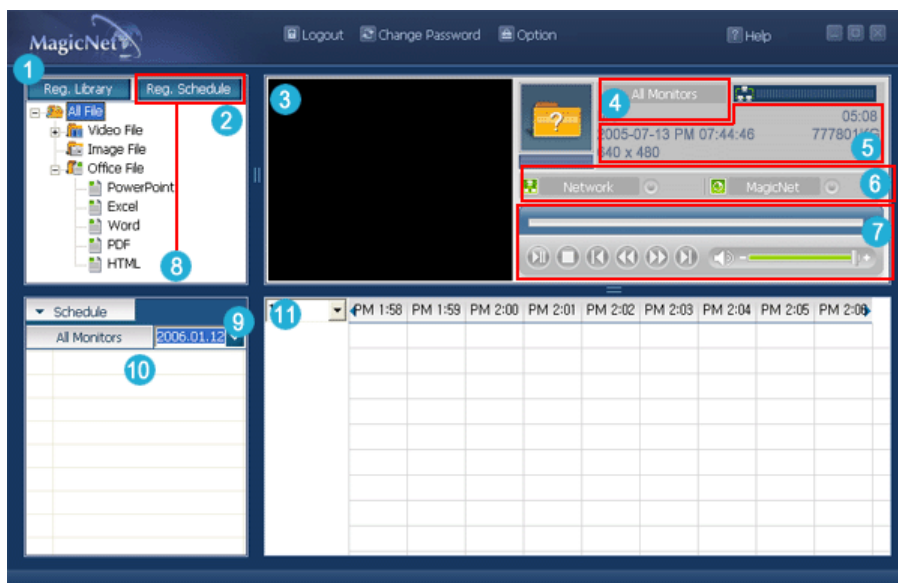 MagicNet
Logout Change Password Option Help
1
Reg. Library Reg. Schedule
2
All File
Video File
Image File
Office File
PowerPoint
Excel
Word
PDF
HTML
8
3
?
4
All Monitors
05:08
2005-07-13 PM 07:44:46
640 x 480
5
Network MagicNet
6
7
Schedule
9
All Monitors 2006.01.12
10
11
PM 1:58 PM 1:59 PM 2:00 PM 2:01 PM 2:02 PM 2:03 PM 2:04 PM 2:05 PM 2:06